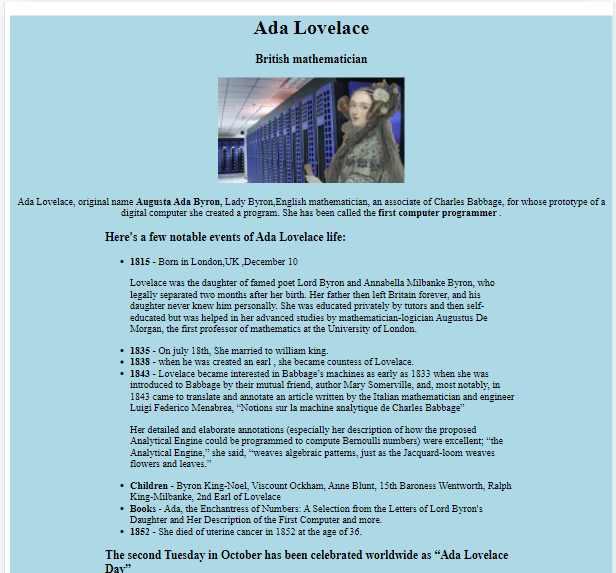 Ada Lovelace
British mathematician
Ada Lovelace, original name Augusta Ada Byron, Lady Byron,English mathematician, an associate of Charles Babbage, for whose prototype of a
digital computer she created a program. She has been called the first computer programmer .
Here's a few notable events of Ada Lovelace life:
• 1815 - Born in London,UK ,December 10
Lovelace was the daughter of famed poet Lord Byron and Annabella Milbanke Byron, who
legally separated two months after her birth. Her father then left Britain forever, and his
daughter never knew him personally. She was educated privately by tutors and then self-
educated but was helped in her advanced studies by mathematician-logician Augustus De
Morgan, the first professor of mathematics at the University of London.
• 1835 - On july 18th, She married to william king.
• 1838 - when he was created an earl , she became countess of Lovelace.
• 1843 - Lovelace became interested in Babbage’s machines as early as 1833 when she was
introduced to Babbage by their mutual friend, author Mary Somerville, and, most notably, in
1843 came to translate and annotate an article written by the Italian mathematician and engineer
Luigi Federico Menabrea, “Notions sur la machine analytique de Charles Babbage”
Her detailed and elaborate annotations (especially her description of how the proposed
Analytical Engine could be programmed to compute Bernoulli numbers) were excellent; “the
Analytical Engine,” she said, “weaves algebraic patterns, just as the Jacquard-loom weaves
flowers and leaves.”
• Children - Byron King-Noel, Viscount Ockham, Anne Blunt, 15th Baroness Wentworth, Ralph
King-Milbanke, 2nd Earl of Lovelace
• Books - Ada, the Enchantress of Numbers: A Selection from the Letters of Lord Byron's
Daughter and Her Description of the First Computer and more.
• 1852 - She died of uterine cancer in 1852 at the age of 36.
The second Tuesday in October has been celebrated worldwide as “Ada Lovelace
Day”